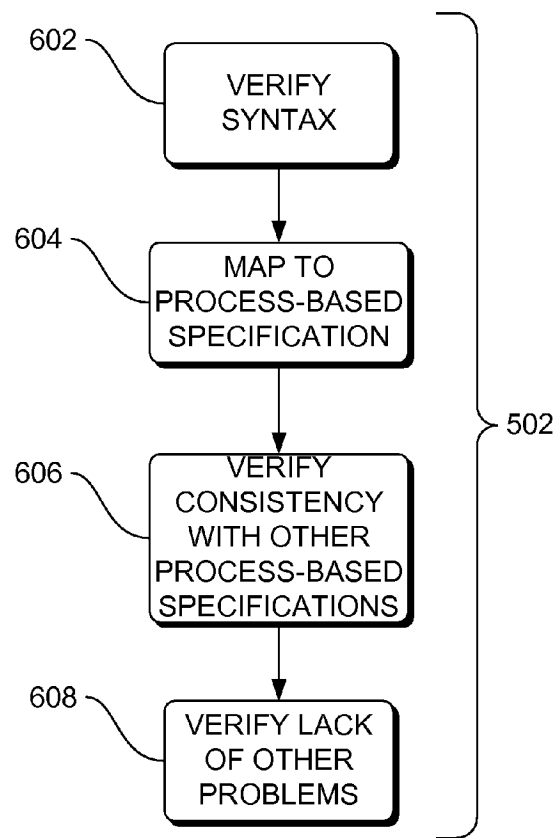 602
VERIFY
SYNTAX
604
MAP TO
PROCESS-BASED
SPECIFICATION
502
606
VERIFY
CONSISTENCY
WITH OTHER
PROCESS-BASED
SPECIFICATIONS
608
VERIFY LACK
OF OTHER
PROBLEMS